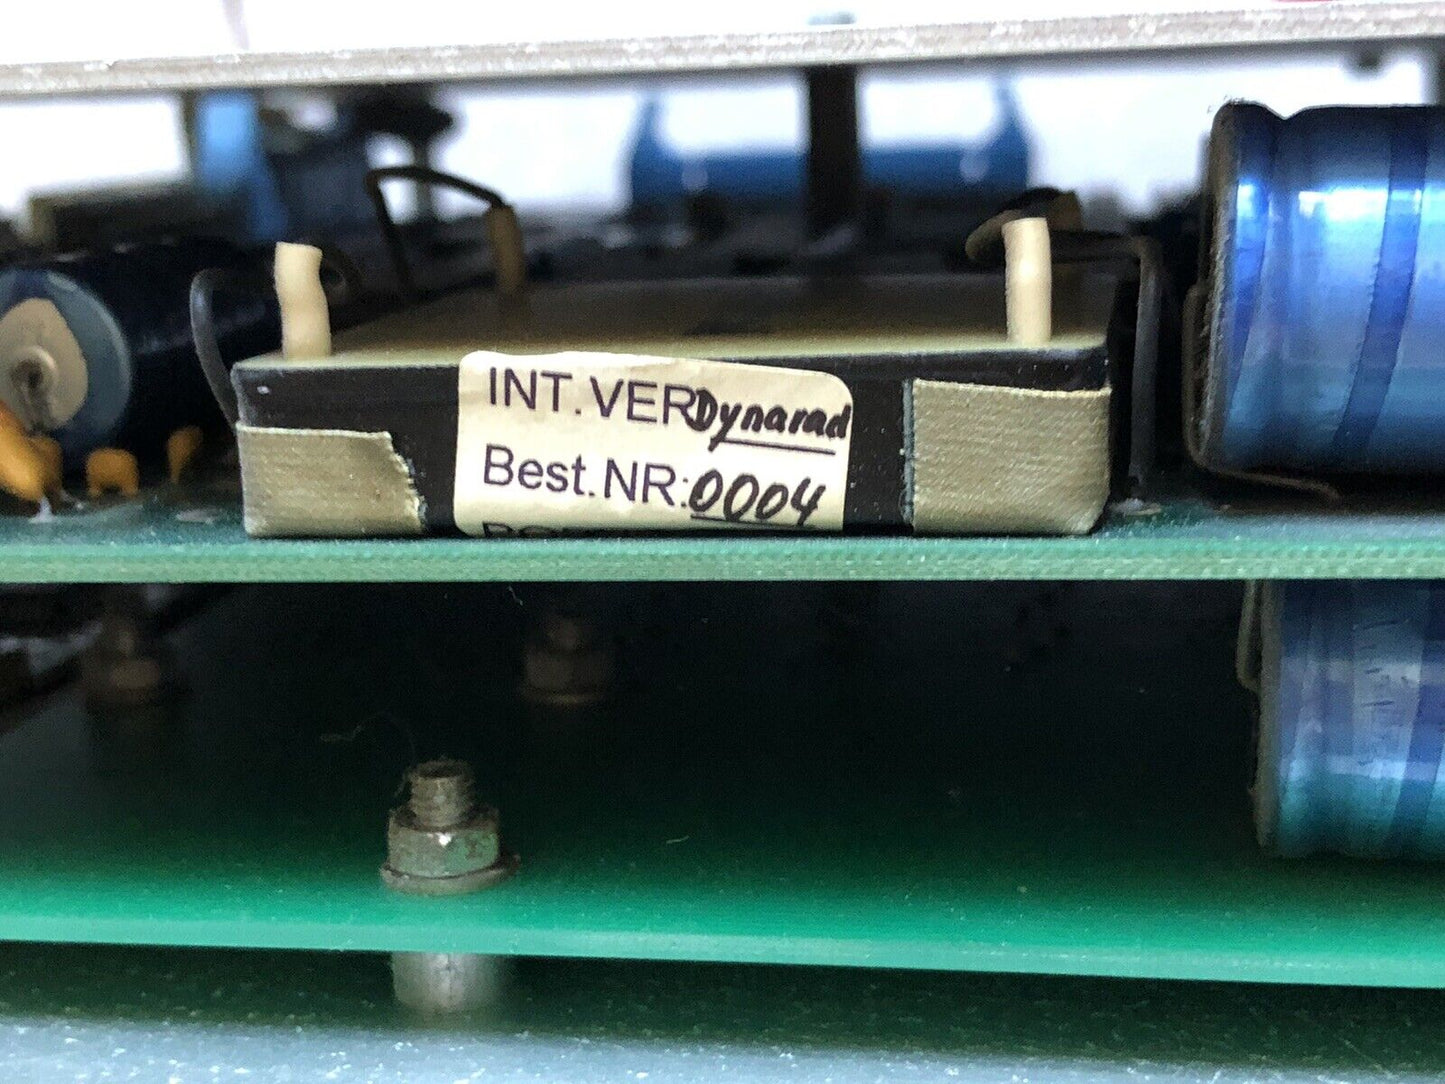 INT.VER Dynarad
Best.NR: 0004